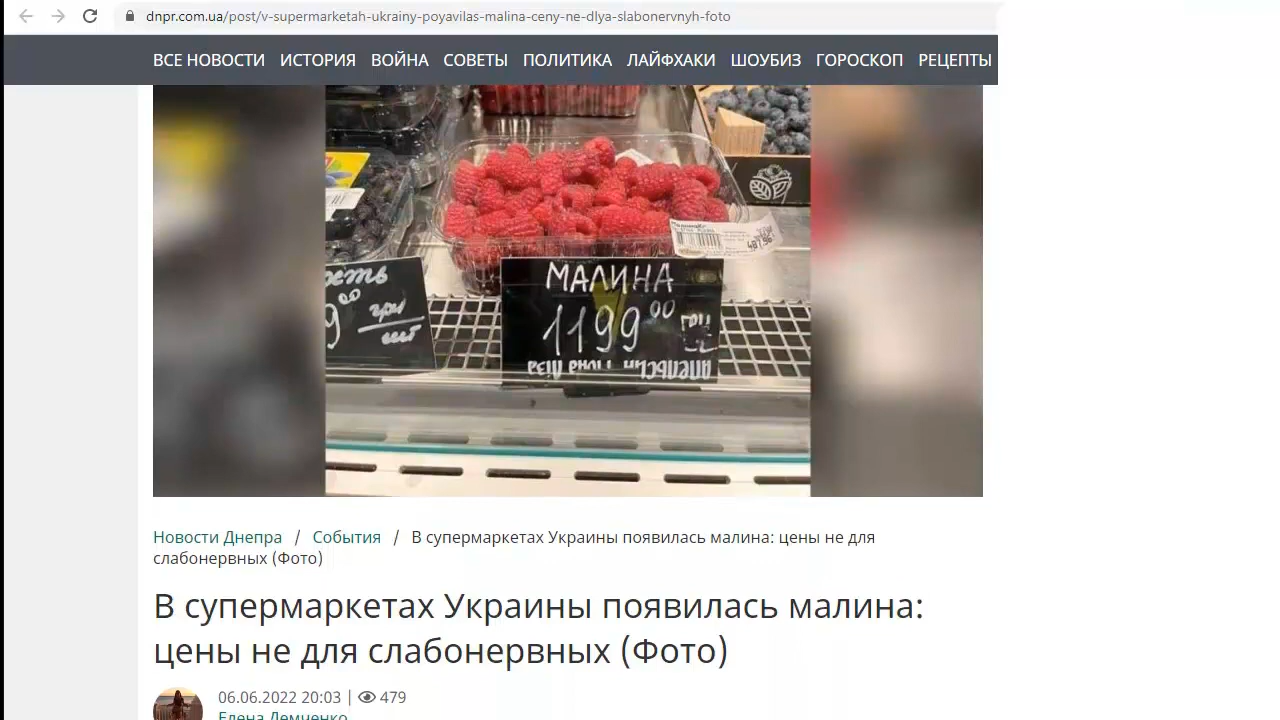 dnpr.com.ua/post/v-supermarketah-ukrainy-poyavilas-malina-ceny-ne-dlya-slabonervnyh-foto
ВСЕ НОВОСТИ ИСТОРИЯ ВОЙНА СОВЕТЫ ПОЛИТИКА ЛАЙФХАКИ ШОУБИЗ ГОРОСКОП РЕЦЕПТЫ
МАЛИНА
1199 00
грн
шт
Новости Днепра / События / В супермаркетах Украины появилась малина: цены не для
слабонервных (Фото)
В супермаркетах Украины появилась малина:
цены не для слабонервных (Фото)
06.06.2022 20:03 | 479
Елена Демченко